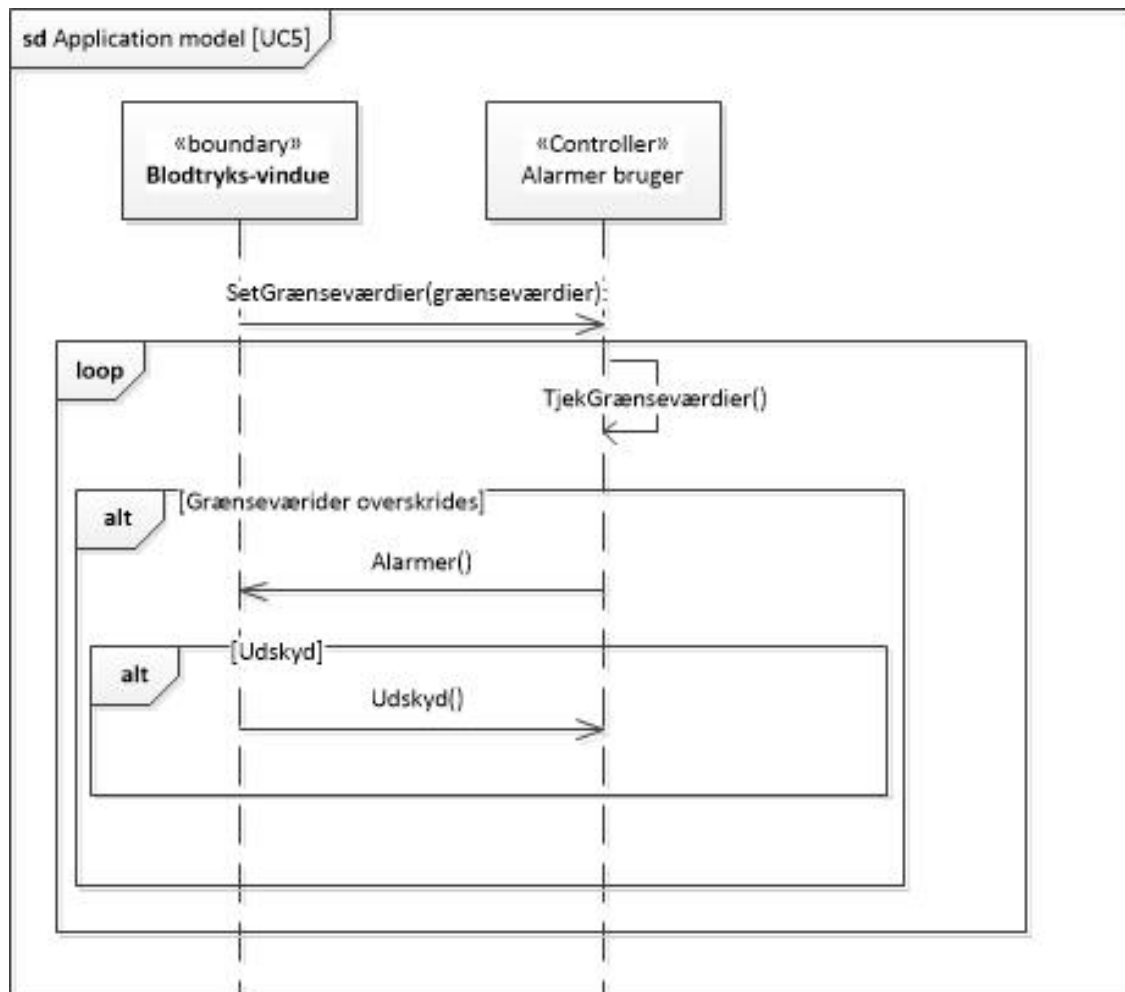 sd Application model [UC5]
«boundary»
Blodtryks-vindue
«Controller»
Alarmer bruger
SetGrænseværdier(grænseværdier)
loop
TjekGrænseværdier()
alt
[Grænseværider overskrides]
Alarmer()
alt
[Udskyd]
Udskyd()